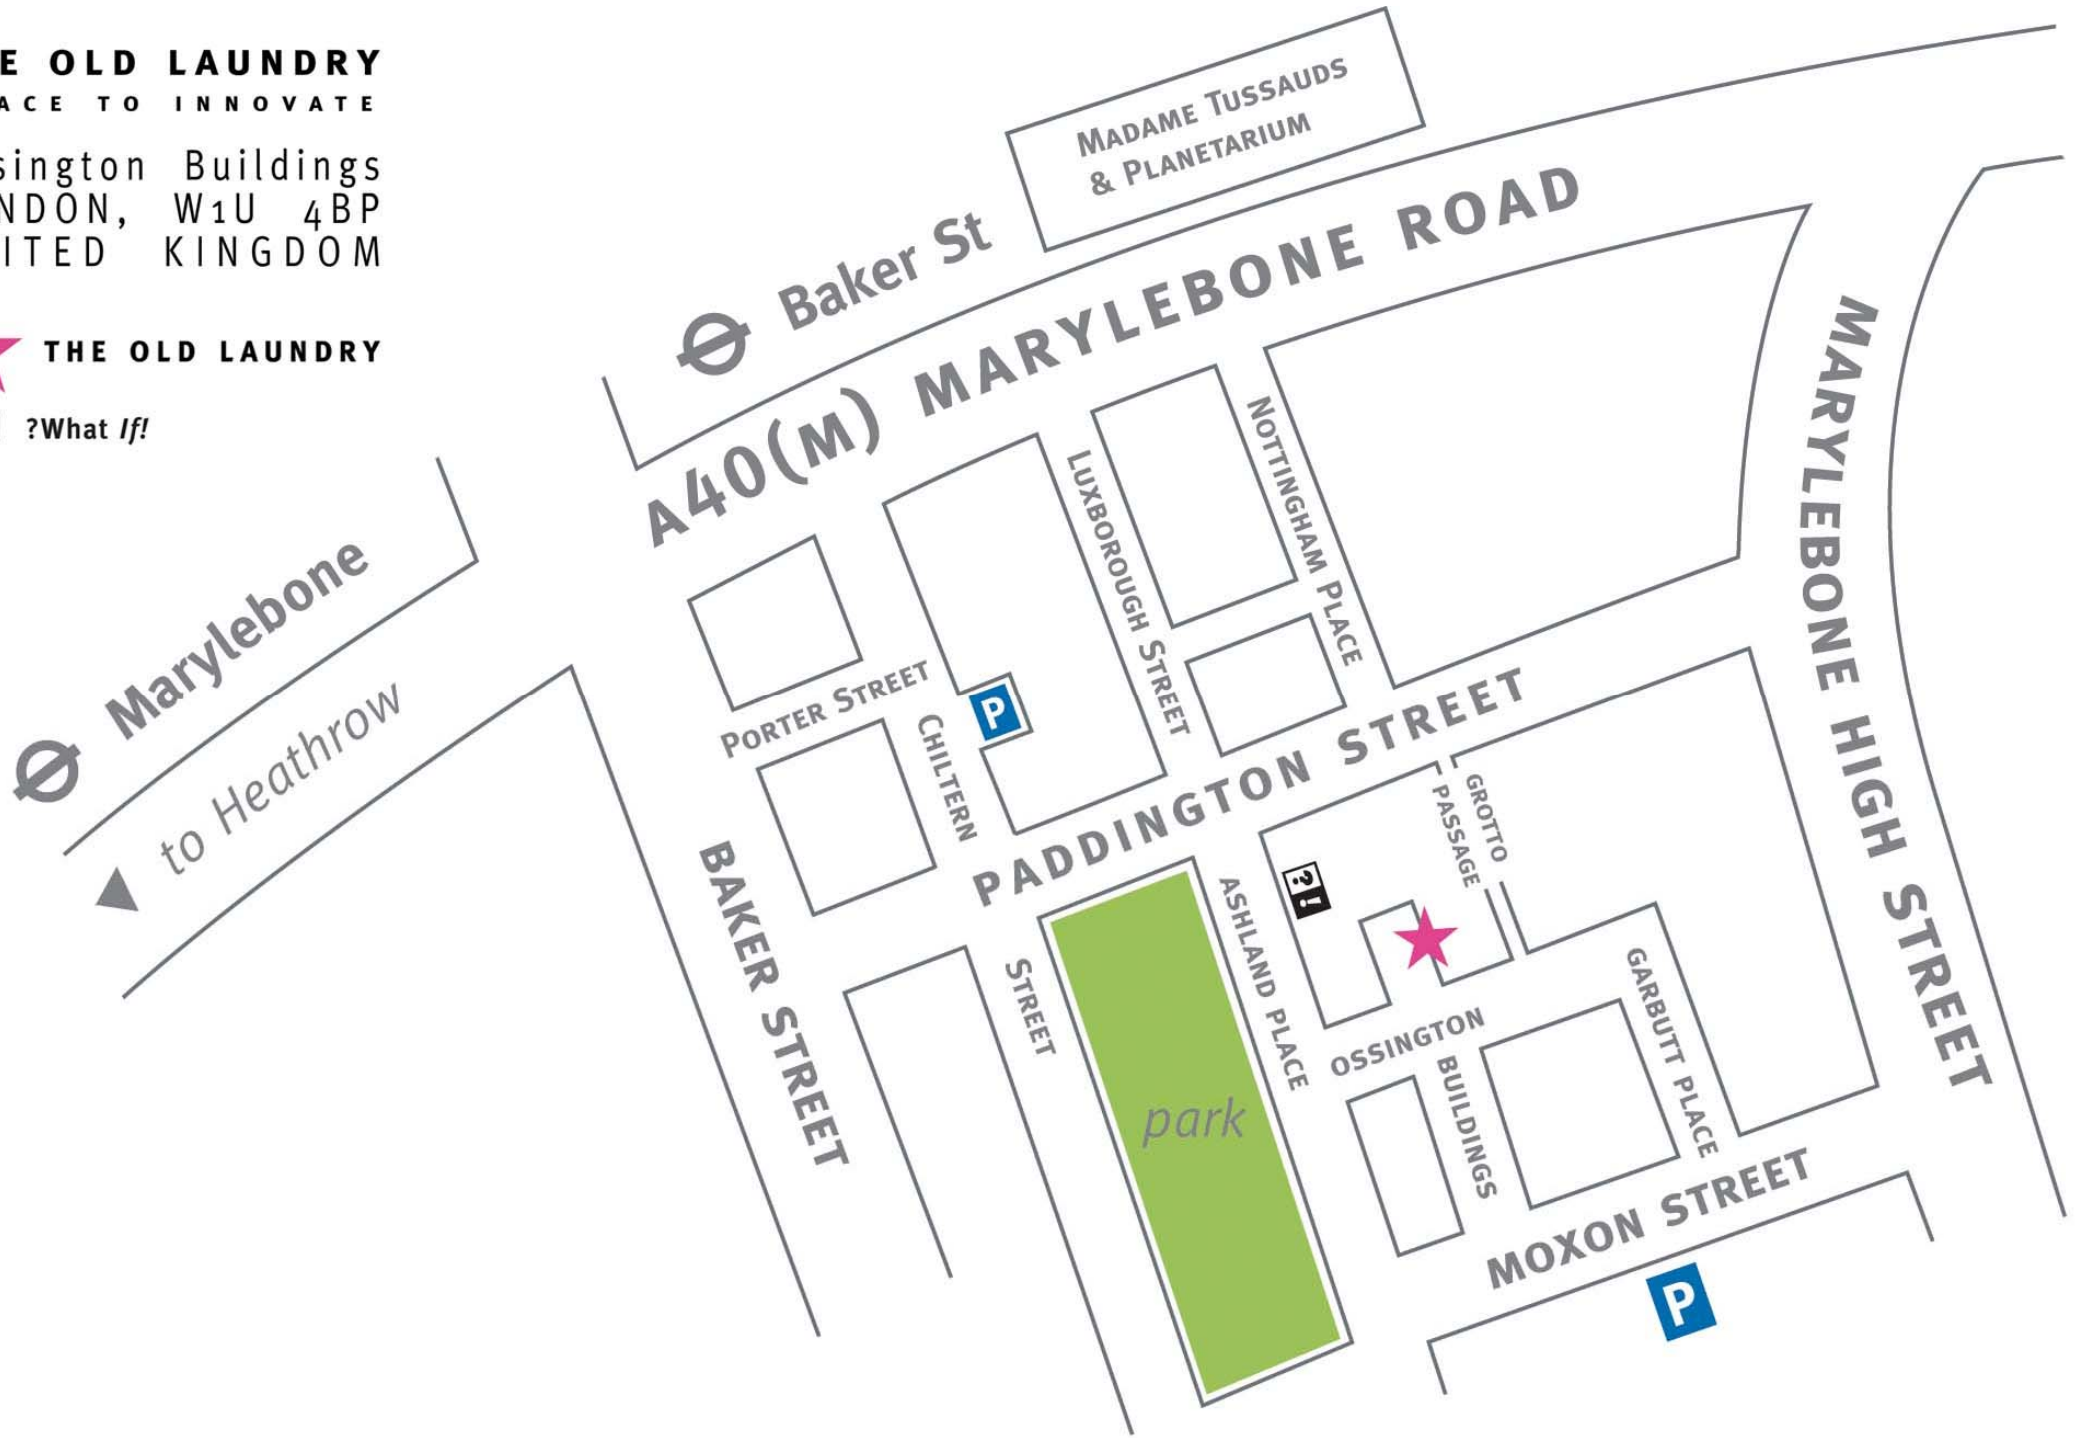 E OLD LAUNDRY
ACE TO INNOVATE
sington Buildings
NDON, W1U 4BP
ITED KINGDOM
THE OLD LAUNDRY
?What If!
MADAME TUSSAUDS
& PLANETARIUM
Baker St
A40(M) MARYLEBONE ROAD
Marylebone
to Heathrow
MARYLEBONE HIGH STREET
NOTTINGHAM PLACE
LUXBOROUGH STREET
PORTER STREET
P
CHILTERN
STREET
PADDINGTON STREET
BAKER STREET
GROTTO
PASSAGE
?!
ASHLAND PLACE
OSSINGTON
BUILDINGS
GARBUTT PLACE
park
MOXON STREET
P